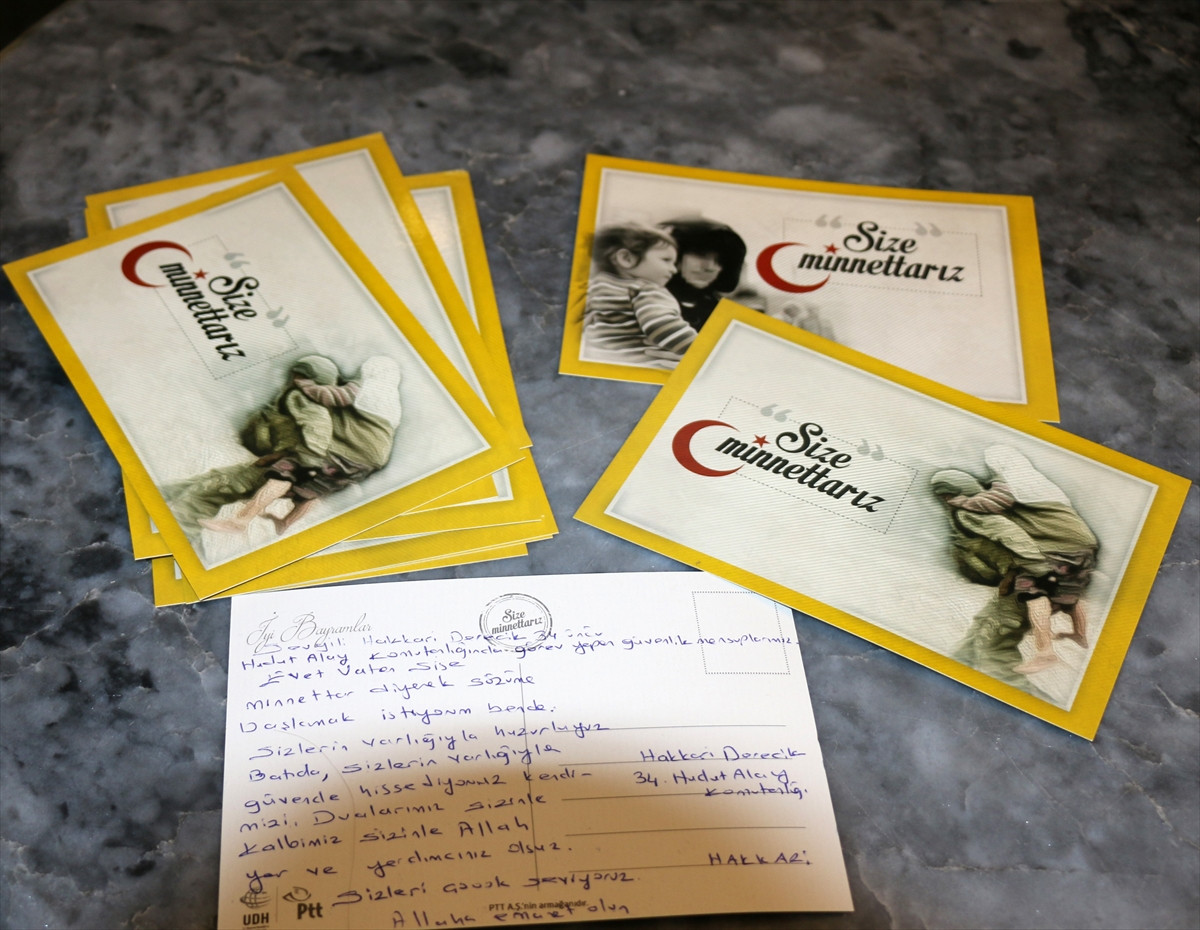 “ Size ”
minnettarız
“ Size ”
minnettarız
“ Size ”
minnettarız
İyi Bayramlar
Size
minnettarız
Sevgili Hakkari Derecik 34 üncü
Hudut Alay Komutanlığında görev yapan güvenlik mensuplarımız.
Evet Vatan Size
minnettar diyerek sözüme
başlamak istiyorum bende.
Sizlerin varlığıyla huzurluyuz
Batıda, sizlerin varlığıyla
güvende hissediyoruz kendi-
mizi. Dualarımız sizinle
Kalbimiz sizinle Allah
yar ve yardımcınız olsun.
Sizleri çok seviyoruz.
Allaha emanet olun
Hakkari Derecik
34. Hudut Alay
Komutanlığı
HAKKARİ
UDH
Ptt
PTT A.Ş.'nin armağanıdır.